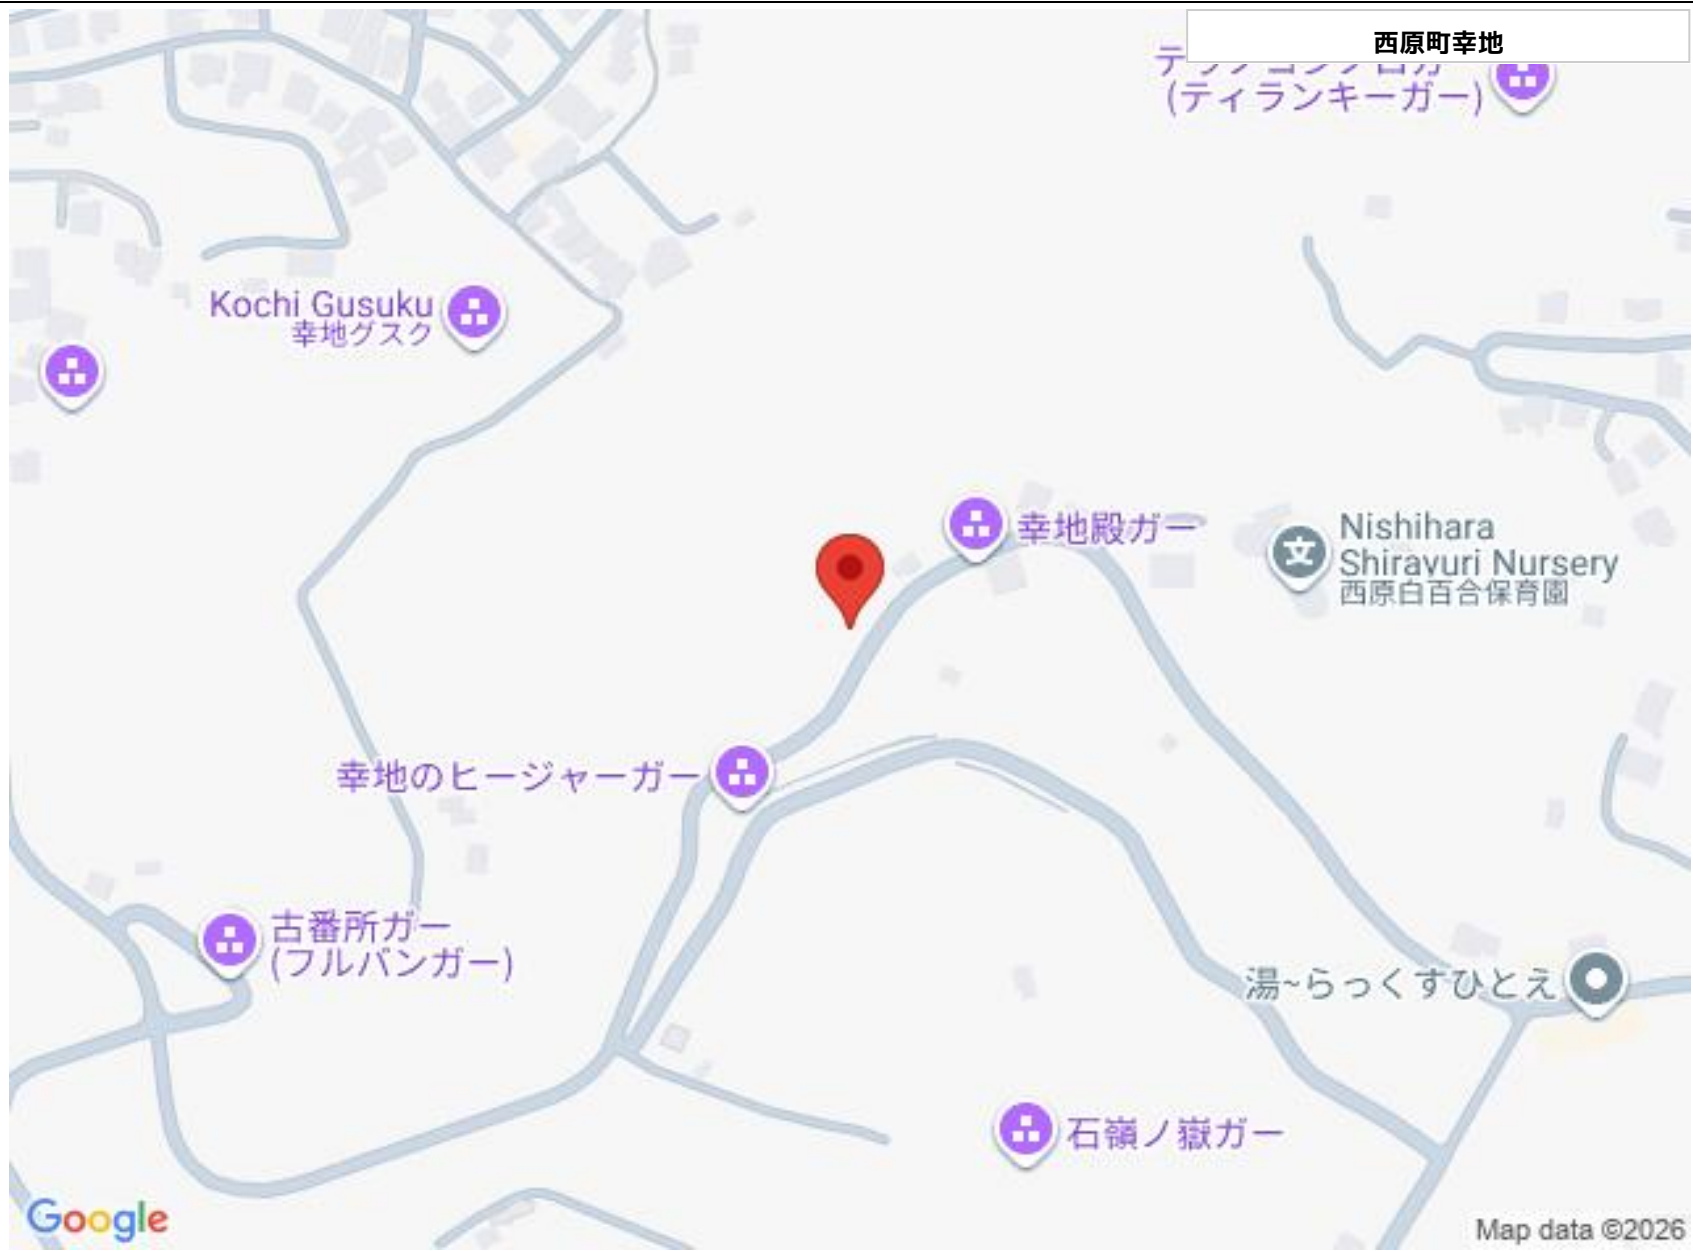 西原町幸地
(ティランキーガー)
Kochi Gusuku
幸地グスク
幸地殿ガー
Nishihara
Shirayuri Nursery
西原白百合保育園
幸地のヒージャーガー
古番所ガー
(フルバンガー)
湯~らっくすひとえ
石嶺ノ嶽ガー
Google
Map data ©2026